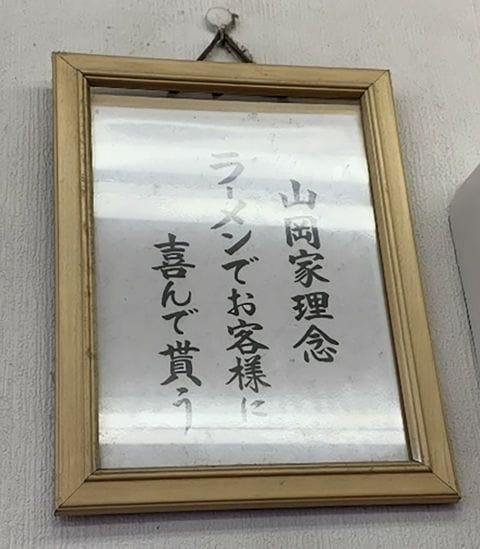 山岡家理念
ラーメンでお客様に
喜んで貰う